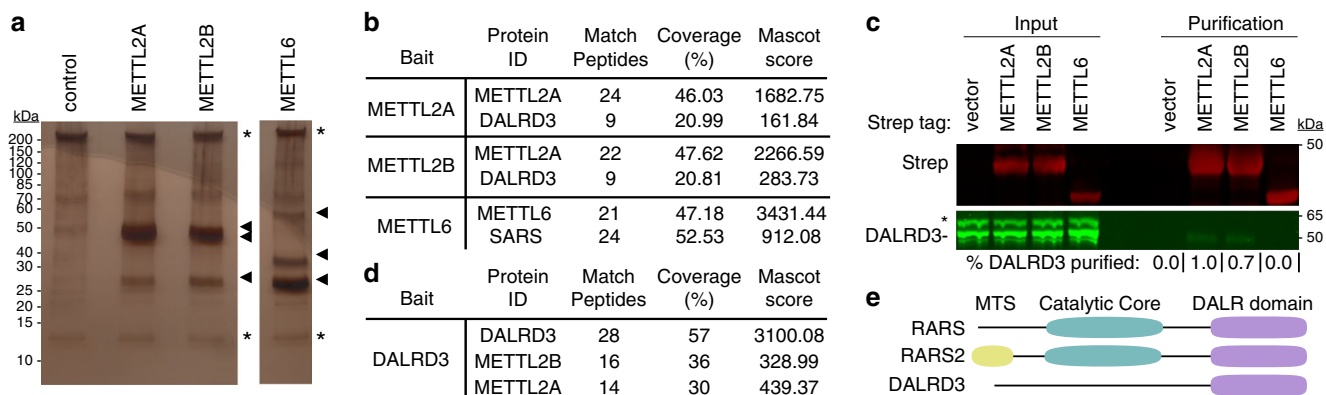 a
kDa
control
METTL2A
METTL2B
METTL6
200
150
120
100
85
70
60
50
40
30
25
20
15
10
*
*
*
*
b
Bait Protein ID Match Peptides Coverage (%) Mascot score
METTL2A METTL2A 24 46.03 1682.75
DALRD3 9 20.99 161.84
METTL2B METTL2A 22 47.62 2266.59
DALRD3 9 20.81 283.73
METTL6 METTL6 21 47.18 3431.44
SARS 24 52.53 912.08
d
Bait Protein ID Match Peptides Coverage (%) Mascot score
DALRD3 DALRD3 28 57 3100.08
METTL2B 16 36 328.99
METTL2A 14 30 439.37
c
Input Purification
Strep tag: vector METTL2A METTL2B METTL6 vector METTL2A METTL2B METTL6 kDa
Strep 50
* 65
DALRD3- 50
% DALRD3 purified: 0.0| 1.0 | 0.7 | 0.0 |
e
MTS Catalytic Core DALR domain
RARS
RARS2
DALRD3